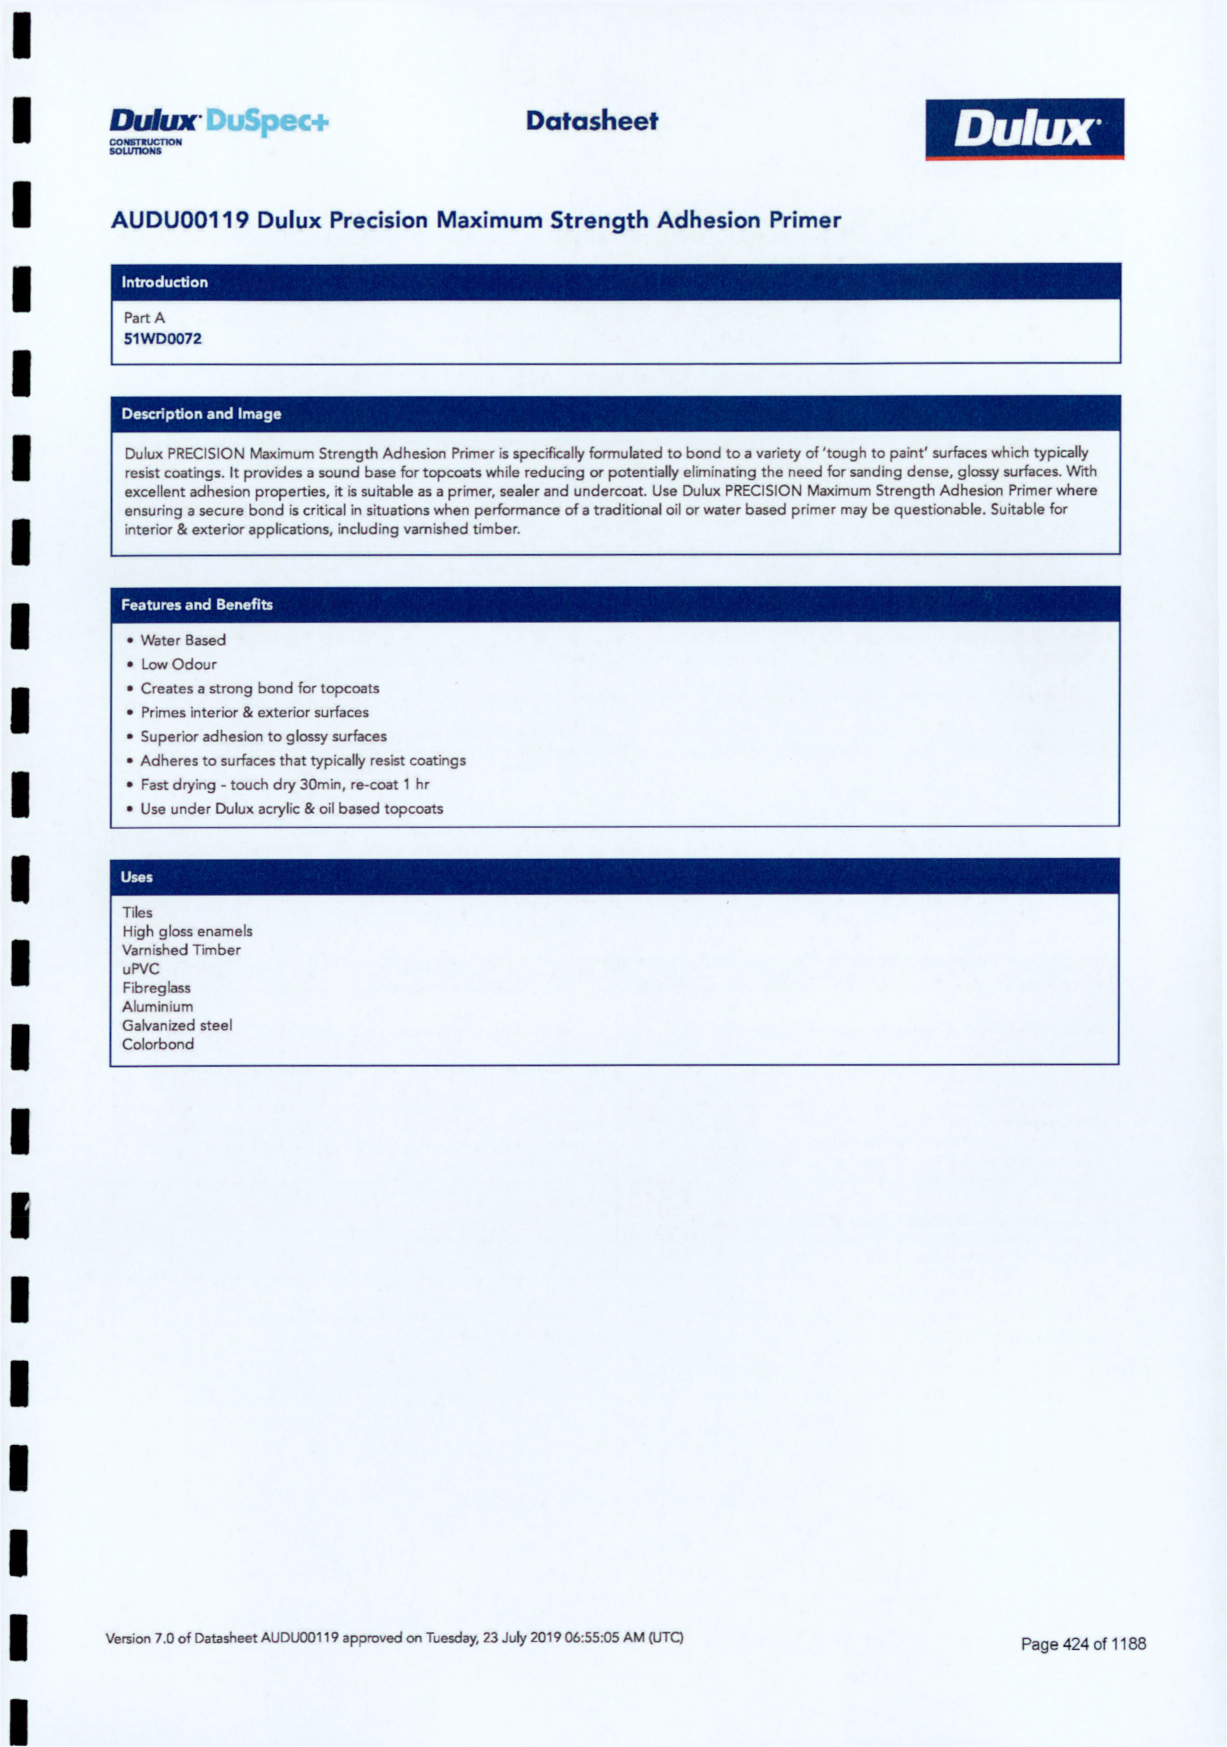 Dulux DuSpec+
CONSTRUCTION
SOLUTIONS
Datasheet
Dulux
AUDU00119 Dulux Precision Maximum Strength Adhesion Primer
Introduction
Part A
51WD0072
Description and Image
Dulux PRECISION Maximum Strength Adhesion Primer is specifically formulated to bond to a variety of 'tough to paint' surfaces which typically
resist coatings. It provides a sound base for topcoats while reducing or potentially eliminating the need for sanding dense, glossy surfaces. With
excellent adhesion properties, it is suitable as a primer, sealer and undercoat. Use Dulux PRECISION Maximum Strength Adhesion Primer where
ensuring a secure bond is critical in situations when performance of a traditional oil or water based primer may be questionable. Suitable for
interior & exterior applications, including varnished timber.
Features and Benefits
• Water Based
• Low Odour
• Creates a strong bond for topcoats
• Primes interior & exterior surfaces
• Superior adhesion to glossy surfaces
• Adheres to surfaces that typically resist coatings
• Fast drying - touch dry 30min, re-coat 1 hr
• Use under Dulux acrylic & oil based topcoats
Uses
Tiles
High gloss enamels
Varnished Timber
uPVC
Fibreglass
Aluminium
Galvanized steel
Colorbond
Version 7.0 of Datasheet AUDU00119 approved on Tuesday, 23 July 2019 06:55:05 AM (UTC)
Page 424 of 1188